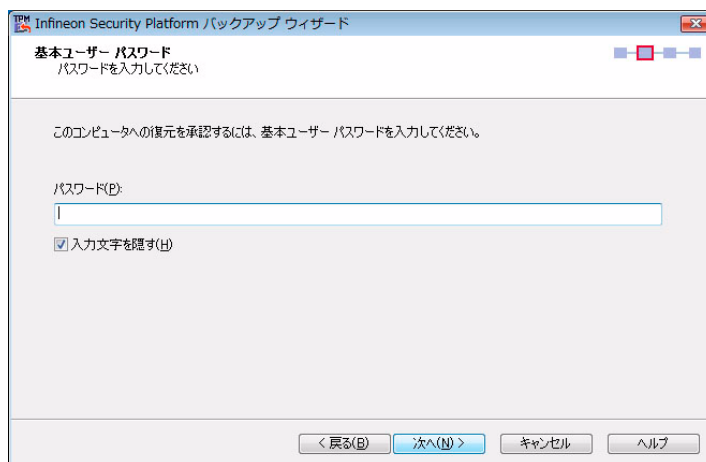 TPM Infineon Security Platform バックアップ ウィザード
基本ユーザー パスワード
パスワードを入力してください
このコンピュータへの復元を承認するには、基本ユーザー パスワードを入力してください。
パスワード(P):
入力文字を隠す(H)
< 戻る(B) 次へ(N) > キャンセル ヘルプ